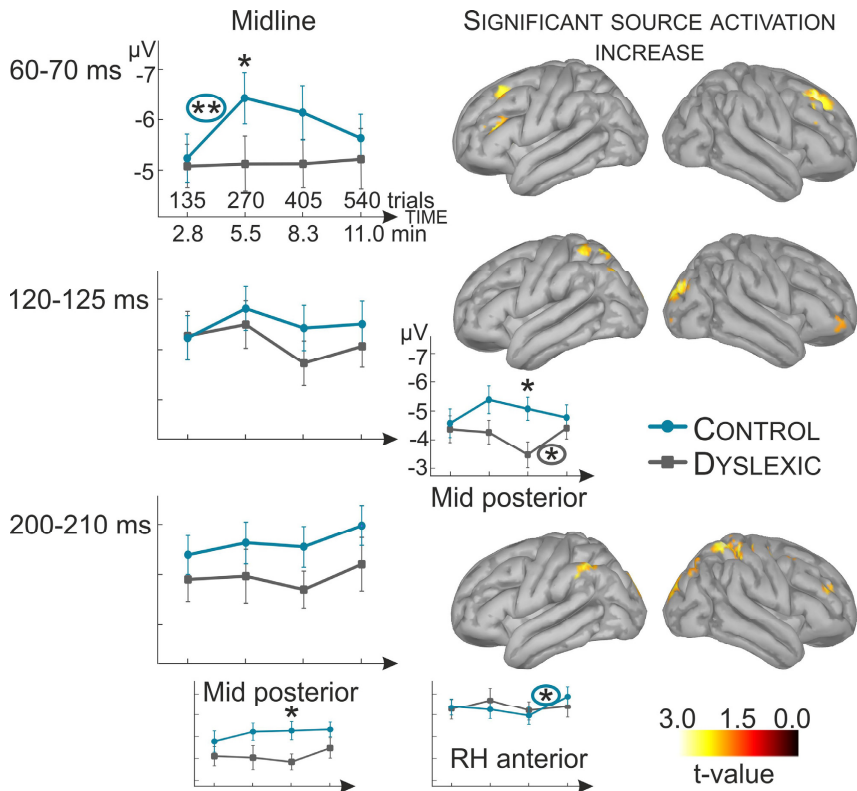 Midline
SIGNIFICANT SOURCE ACTIVATION
INCREASE
60-70 ms
µV
-7
-6
-5
**
*
135 270 405 540 trials
TIME
2.8 5.5 8.3 11.0 min
120-125 ms
µV
-7
-6
-5
-4
-3
*
*
Mid posterior
CONTROL
DYSLEXIC
200-210 ms
Mid posterior
*
*
RH anterior
3.0 1.5 0.0
t-value